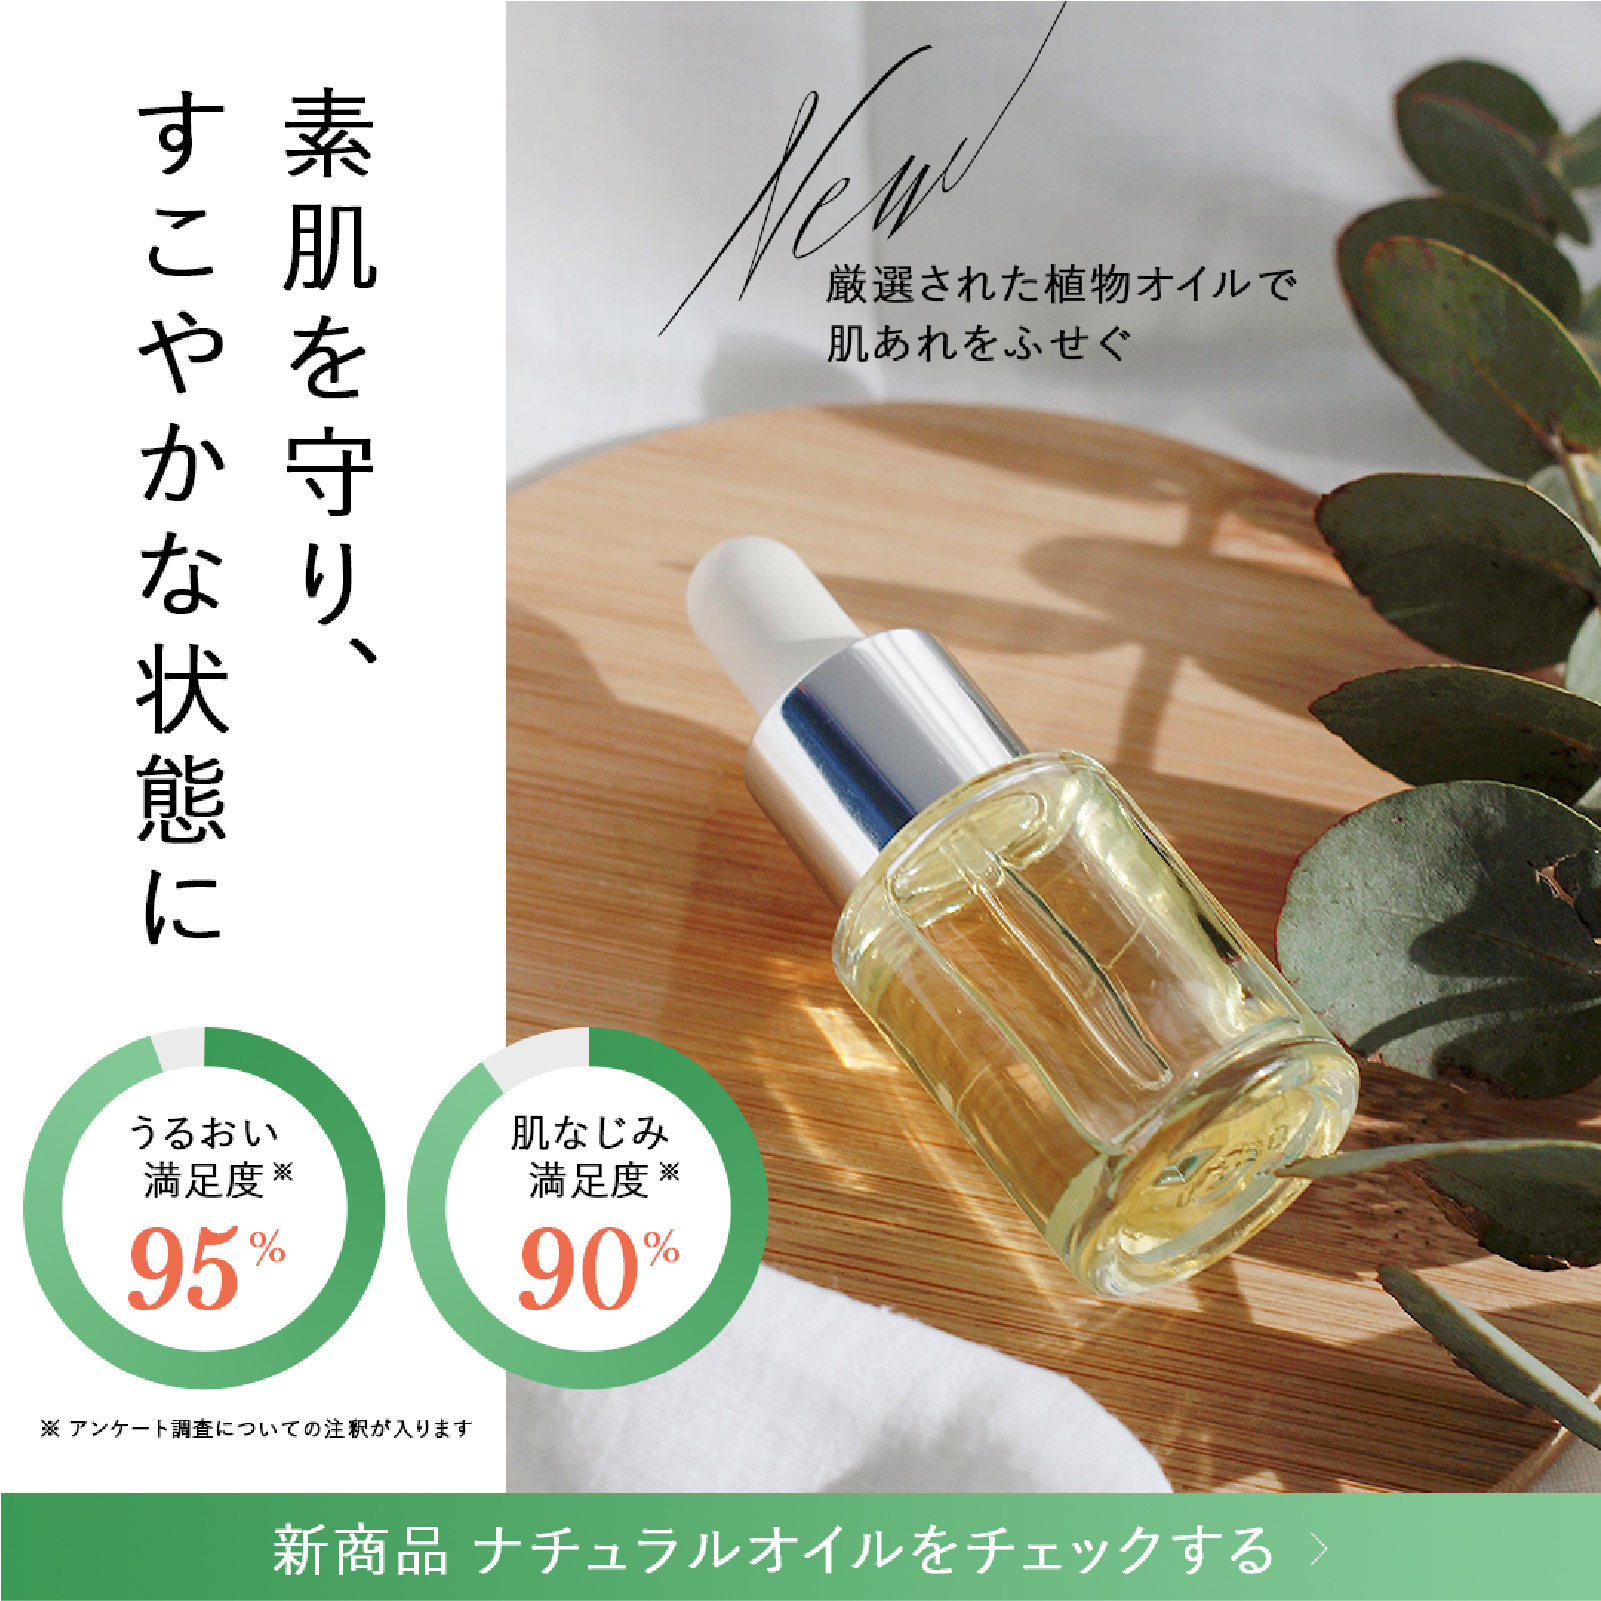 素肌を守り、
すこやかな状態に
New
厳選された植物オイルで
肌あれをふせぐ
うるおい
満足度※
95%
肌なじみ
満足度※
90%
※ アンケート調査についての注釈が入ります
新商品 ナチュラルオイルをチェックする >